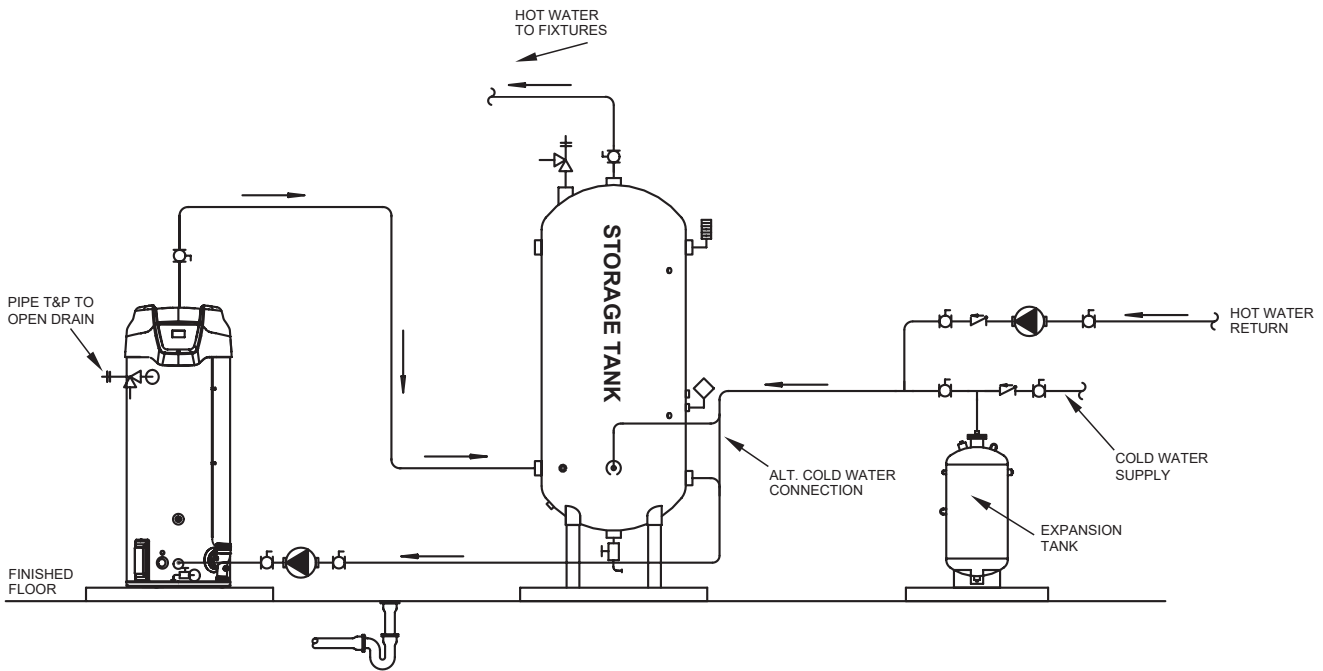 HOT WATER
TO FIXTURES
STORAGE TANK
PIPE T&P TO
OPEN DRAIN
HOT WATER
RETURN
COLD WATER
SUPPLY
ALT. COLD WATER
CONNECTION
EXPANSION
TANK
FINISHED
FLOOR